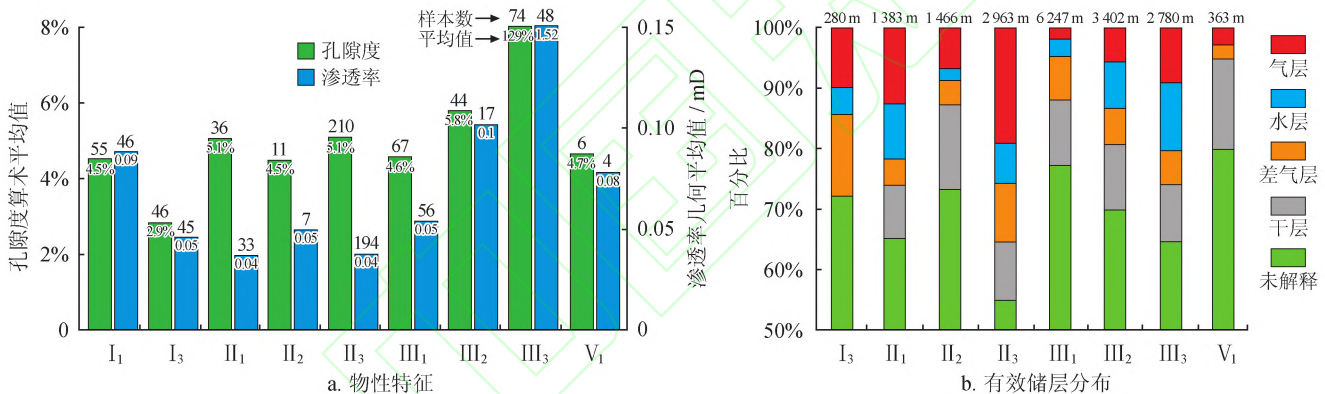 样本数→ 74 48
平均值→ 129% 1.52
8%
6%
4%
2%
0
孔隙度算术平均值
孔隙度
渗透率
55 46
4.5% 0.09
46 45
2.9% 0.05
36 33
5.1% 0.04
11 7
4.5% 0.05
210 194
5.1% 0.04
67 56
4.6% 0.05
44 17
5.8% 0.1
6 4
4.7% 0.08
0.15
0.10
0.05
0
渗透率几何平均值 / mD
I₁ I₃ II₁ II₂ II₃ III₁ III₂ III₃ V₁
a. 物性特征
280 m 1 383 m 1 466 m 2 963 m 6 247 m 3 402 m 2 780 m 363 m
100%
90%
80%
70%
60%
50%
百分比
气层
水层
差气层
干层
未解释
I₃ II₁ II₂ II₃ III₁ III₂ III₃ V₁
b. 有效储层分布